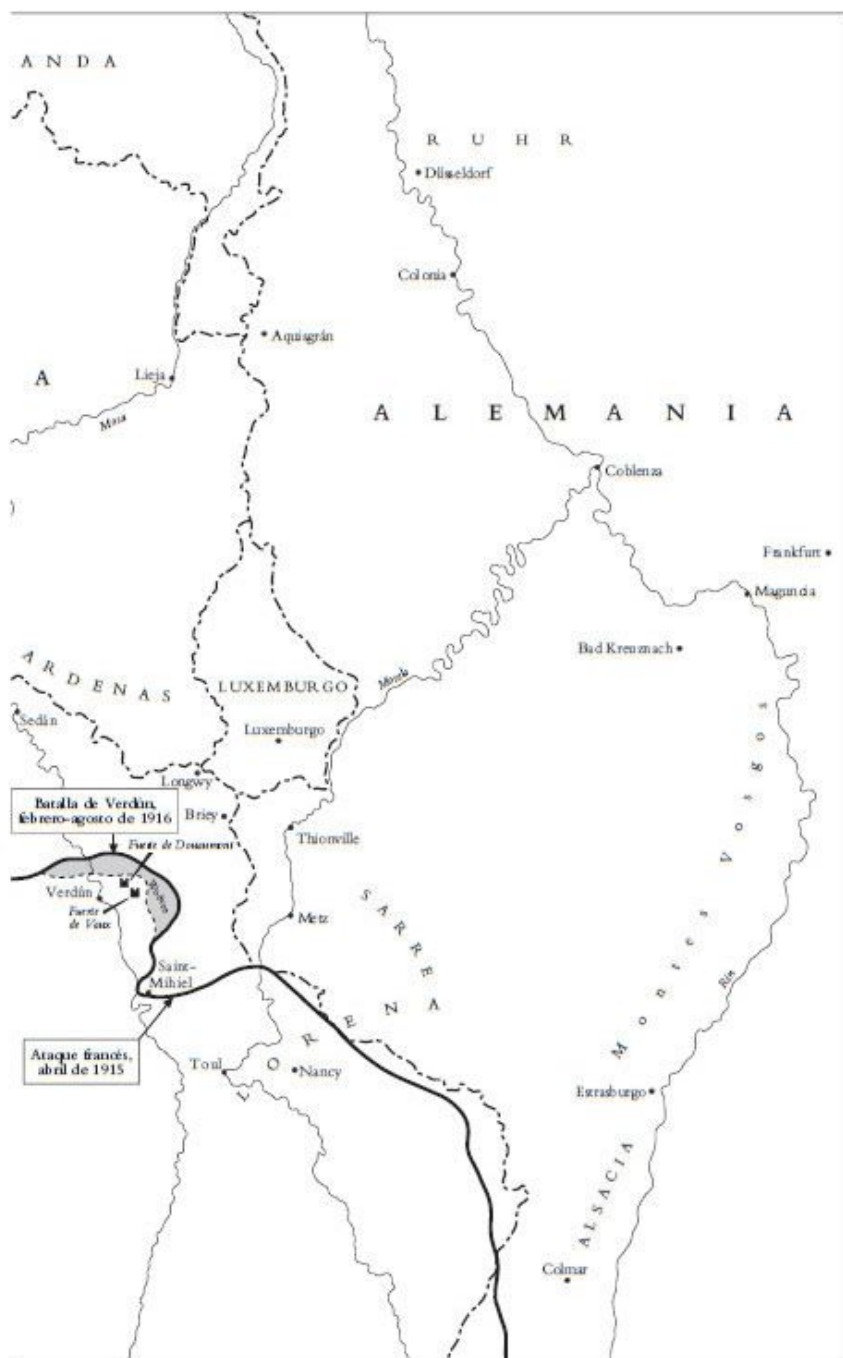 ANDA
RUHR
Düsseldorf
Colonia
Aquisgrán
A
Lieja
Mosa
ALEMANIA
Coblenza
Frankfurt
Maguncia
Bad Kreuznach
ARDENAS
LUXEMBURGO
Mosela
Sedán
Luxemburgo
Longwy
Batalla de Verdún,
febrero-agosto de 1916
Briey
Fuerte de Douaumont
Thionville
Verdún
Woëvre
Fuerte
de Vaux
Metz
SARREA
Montes Vosgos
Rin
Saint-
Mihiel
LORENA
Ataque francés,
abril de 1915
Toul
Nancy
Estrasburgo
ALSACIA
Colmar